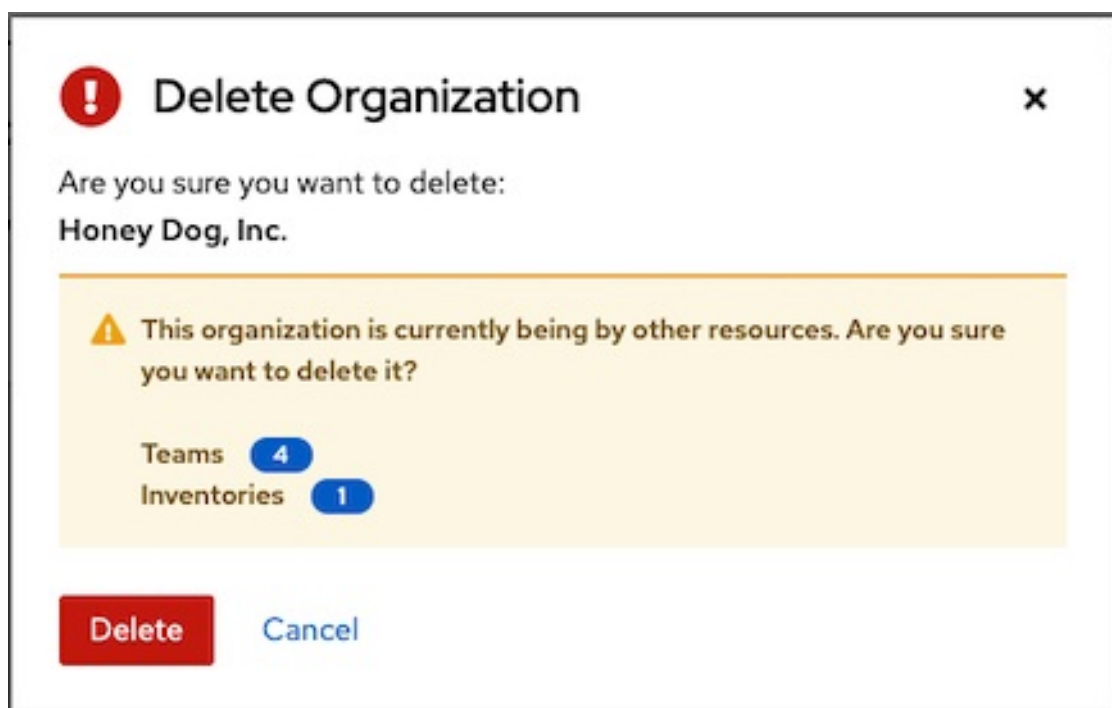 Delete Organization
Are you sure you want to delete:
Honey Dog, Inc.
This organization is currently being by other resources. Are you sure
you want to delete it?
Teams 4
Inventories 1
Delete Cancel